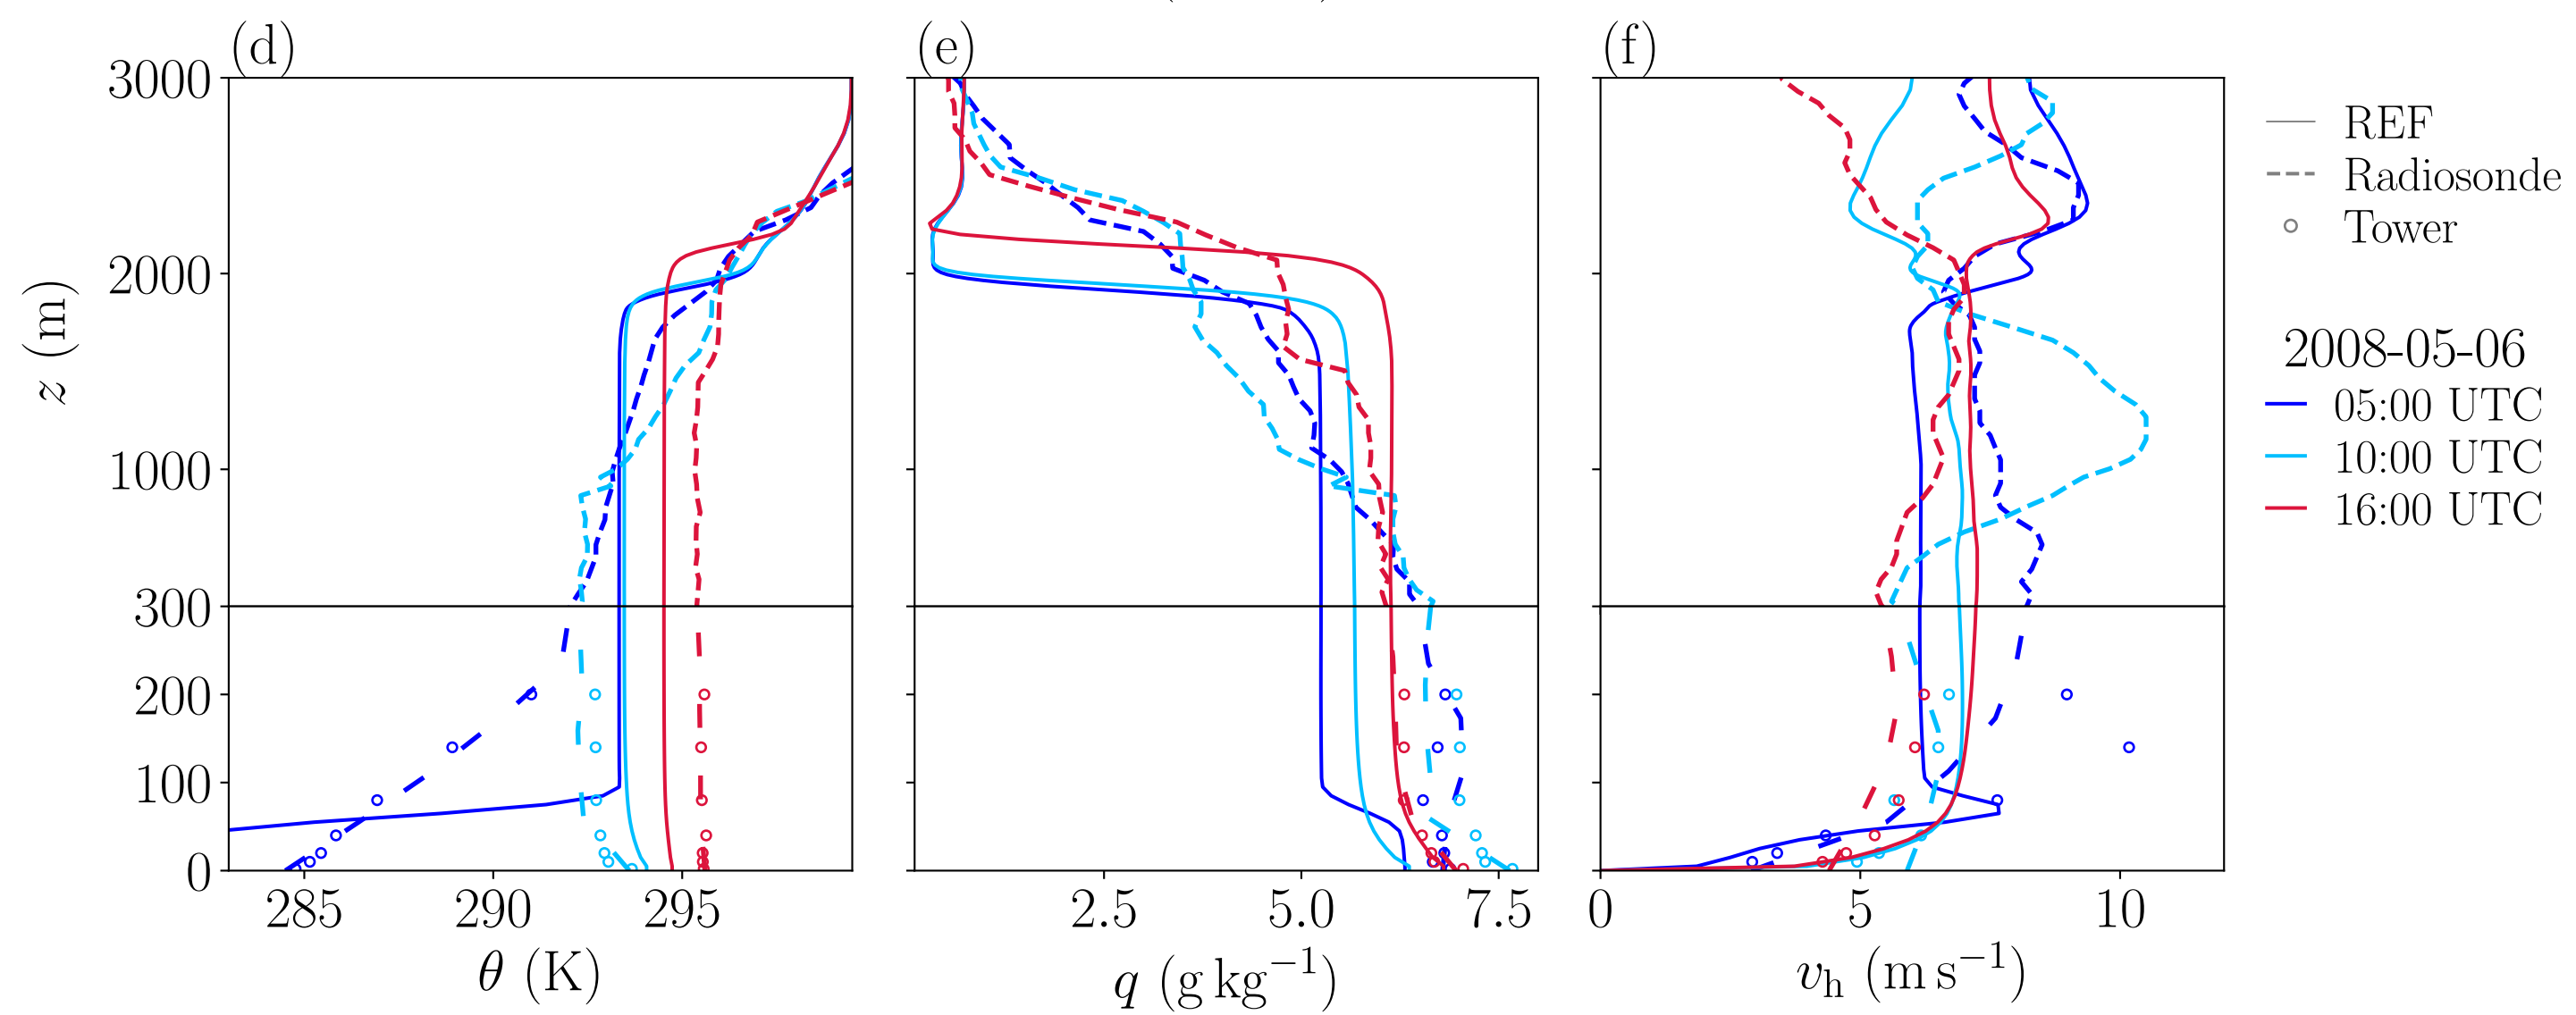 (d)
(e)
(f)
3000
2000
1000
300
200
100
0
z (m)
285 290 295
θ (K)
2.5 5.0 7.5
q (g kg⁻¹)
0 5 10
v_h (m s⁻¹)
REF
Radiosonde
Tower
2008-05-06
05:00 UTC
10:00 UTC
16:00 UTC